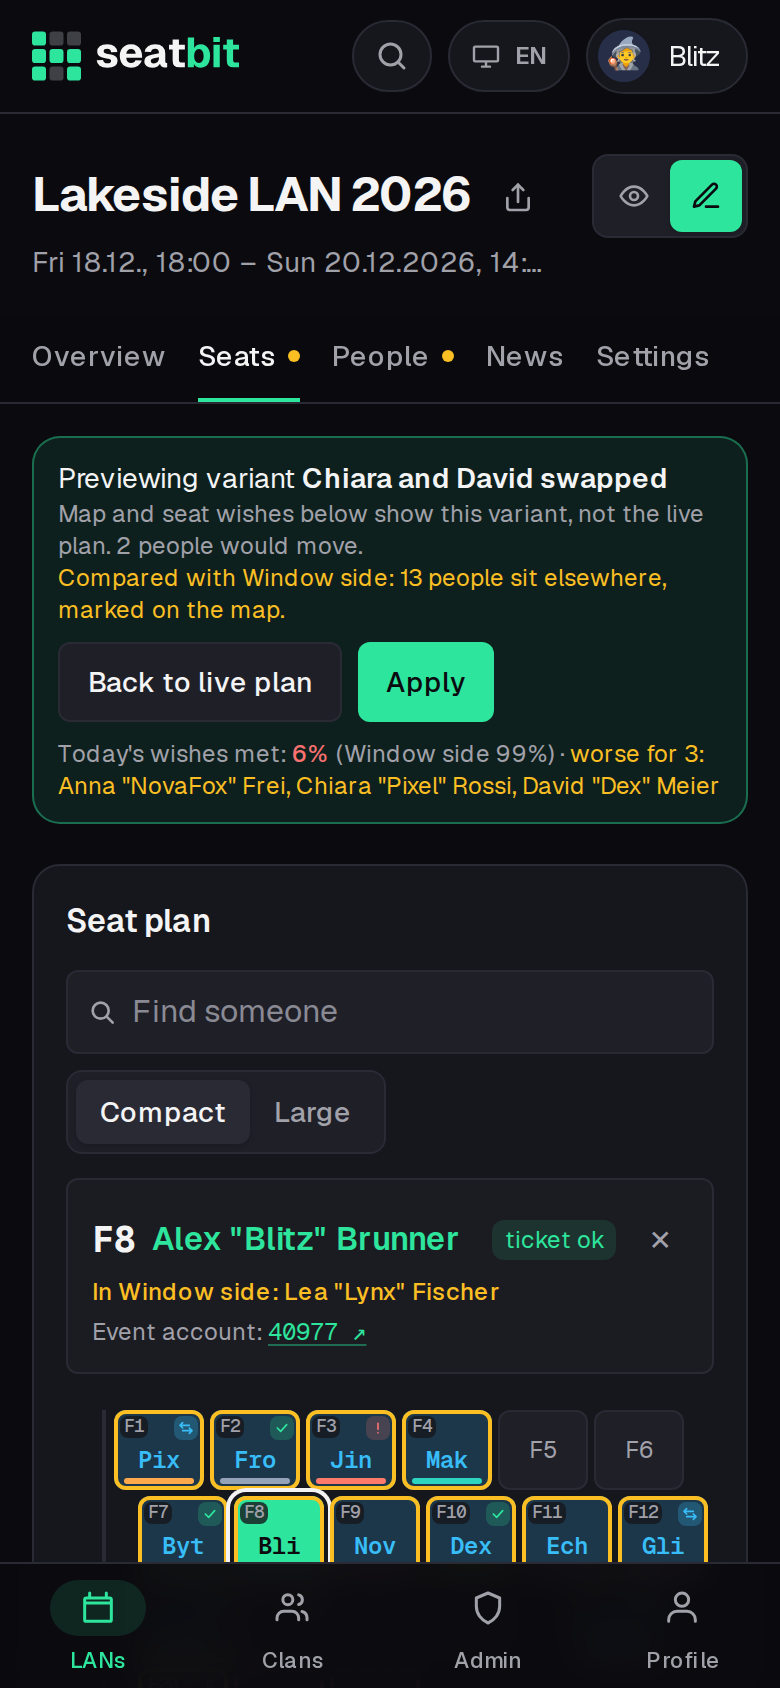 seatbit
EN
Blitz
Lakeside LAN 2026
Fri 18.12., 18:00 – Sun 20.12.2026, 14:...
Overview Seats People News Settings
Previewing variant Chiara and David swapped
Map and seat wishes below show this variant, not the live
plan. 2 people would move.
Compared with Window side: 13 people sit elsewhere,
marked on the map.
Back to live plan Apply
Today's wishes met: 6% (Window side 99%) · worse for 3:
Anna "NovaFox" Frei, Chiara "Pixel" Rossi, David "Dex" Meier
Seat plan
Find someone
Compact Large
F8 Alex "Blitz" Brunner ticket ok ✕
In Window side: Lea "Lynx" Fischer
Event account: 40977 ↗
F1 F2 F3 ! F4 F5 F6
Pix Fro Jin Mak
F7 F8 F9 F10 F11 F12
Byt Bli Nov Dex Ech Gli
LANs Clans Admin Profile